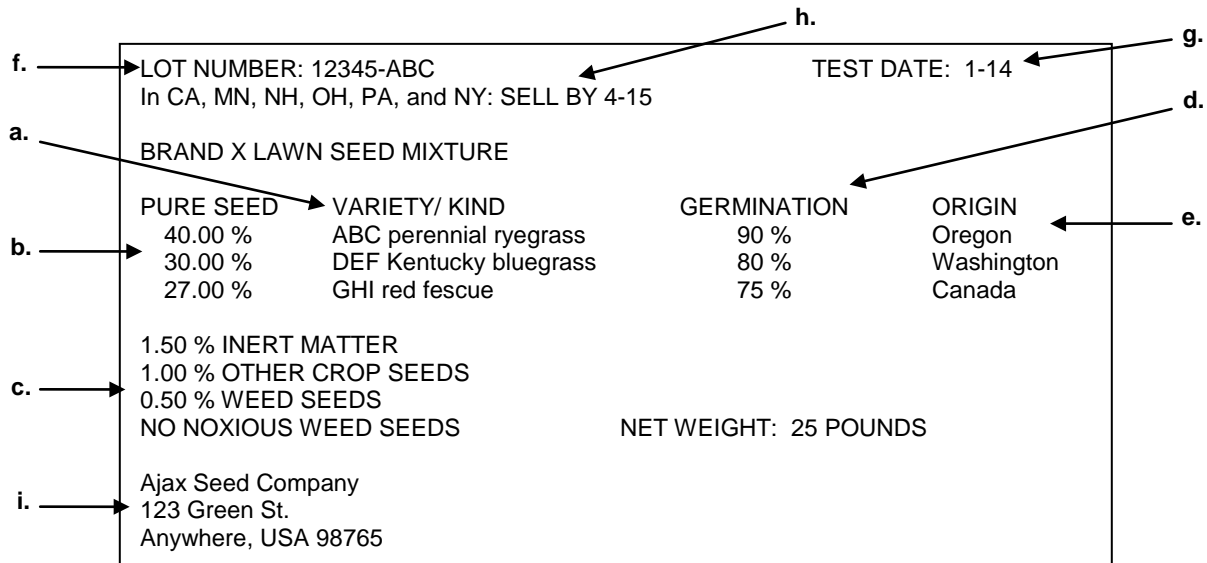 h.
g.
f. LOT NUMBER: 12345-ABC TEST DATE: 1-14
In CA, MN, NH, OH, PA, and NY: SELL BY 4-15
d.
a.
BRAND X LAWN SEED MIXTURE
PURE SEED VARIETY/ KIND GERMINATION ORIGIN
40.00 % ABC perennial ryegrass 90 % Oregon
e.
b.
30.00 % DEF Kentucky bluegrass 80 % Washington
27.00 % GHI red fescue 75 % Canada
1.50 % INERT MATTER
1.00 % OTHER CROP SEEDS
c.
0.50 % WEED SEEDS
NO NOXIOUS WEED SEEDS NET WEIGHT: 25 POUNDS
Ajax Seed Company
i. 123 Green St.
Anywhere, USA 98765